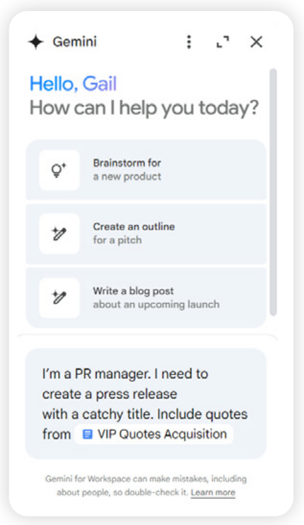 Gemini
Hello, Gail
How can I help you today?
Brainstorm for
a new product
Create an outline
for a pitch
Write a blog post
about an upcoming launch
I'm a PR manager. I need to
create a press release
with a catchy title. Include quotes
from VIP Quotes Acquisition
Gemini for Workspace can make mistakes, including
about people, so double-check it. Learn more